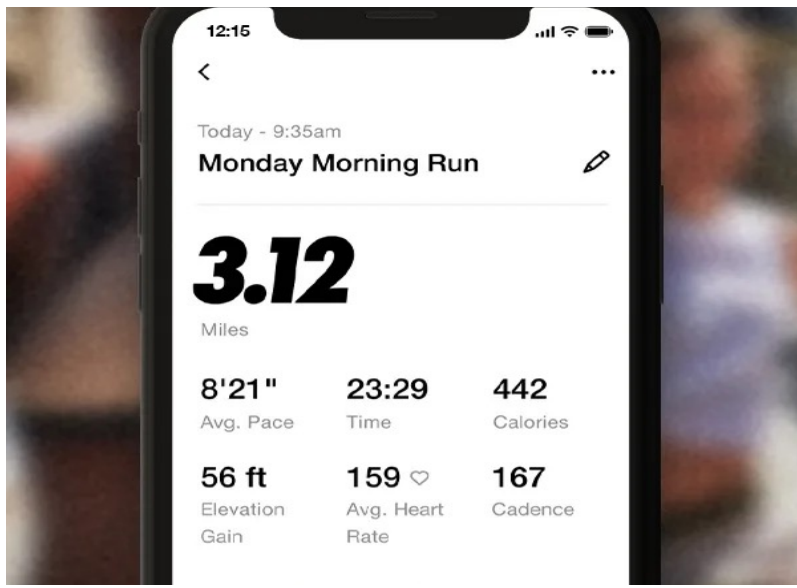 12:15
Today - 9:35am
Monday Morning Run
3.12
Miles
8'21" 23:29 442
Avg. Pace Time Calories
56 ft 159 167
Elevation Avg. Heart Cadence
Gain Rate